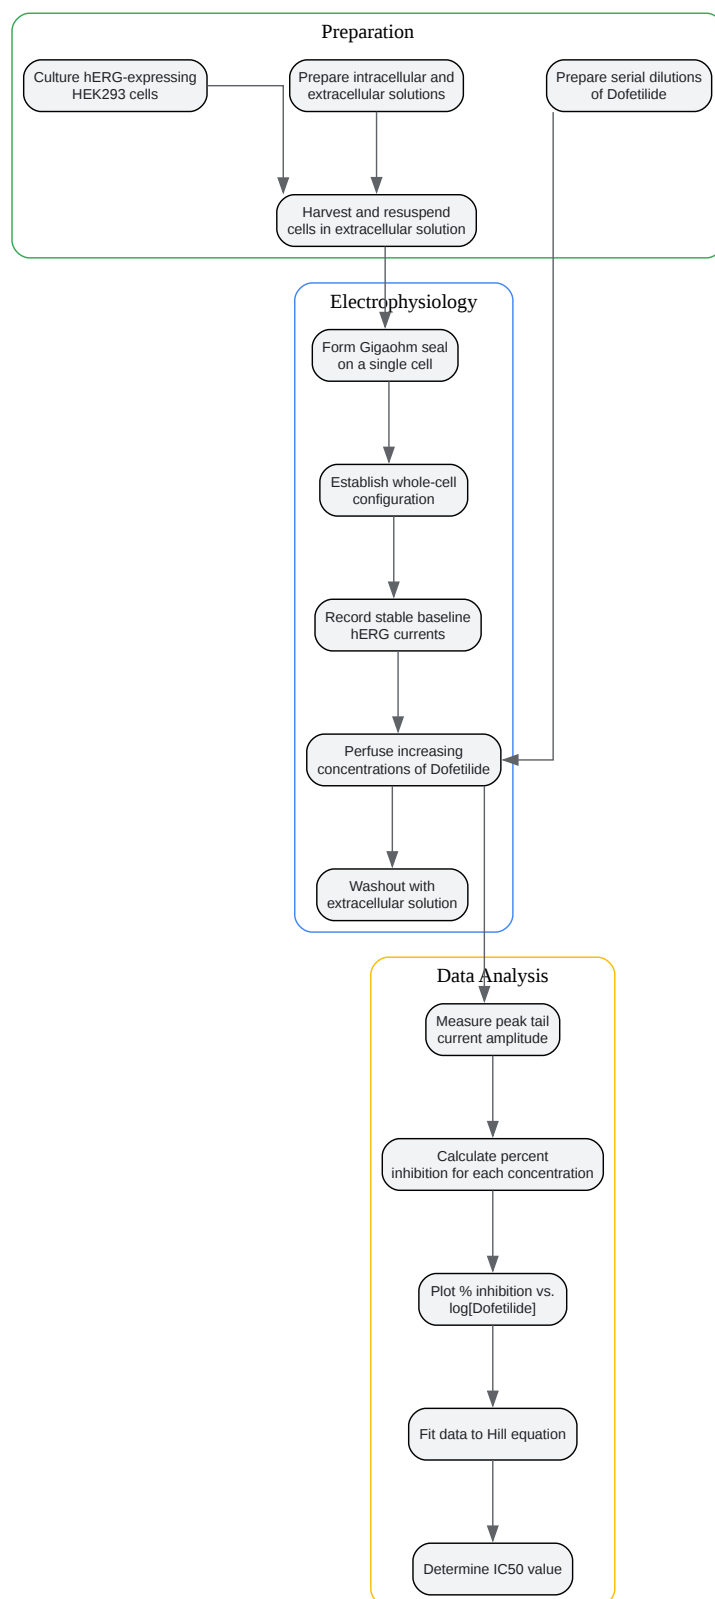 Preparation
Culture hERG-expressing
HEK293 cells
Prepare intracellular and
extracellular solutions
Prepare serial dilutions
of Dofetilide
Harvest and resuspend
cells in extracellular solution
Electrophysiology
Form Gigaohm seal
on a single cell
Establish whole-cell
configuration
Record stable baseline
hERG currents
Perfuse increasing
concentrations of Dofetilide
Washout with
extracellular solution
Data Analysis
Measure peak tail
current amplitude
Calculate percent
inhibition for each concentration
Plot % inhibition vs.
log[Dofetilide]
Fit data to Hill equation
Determine IC50 value